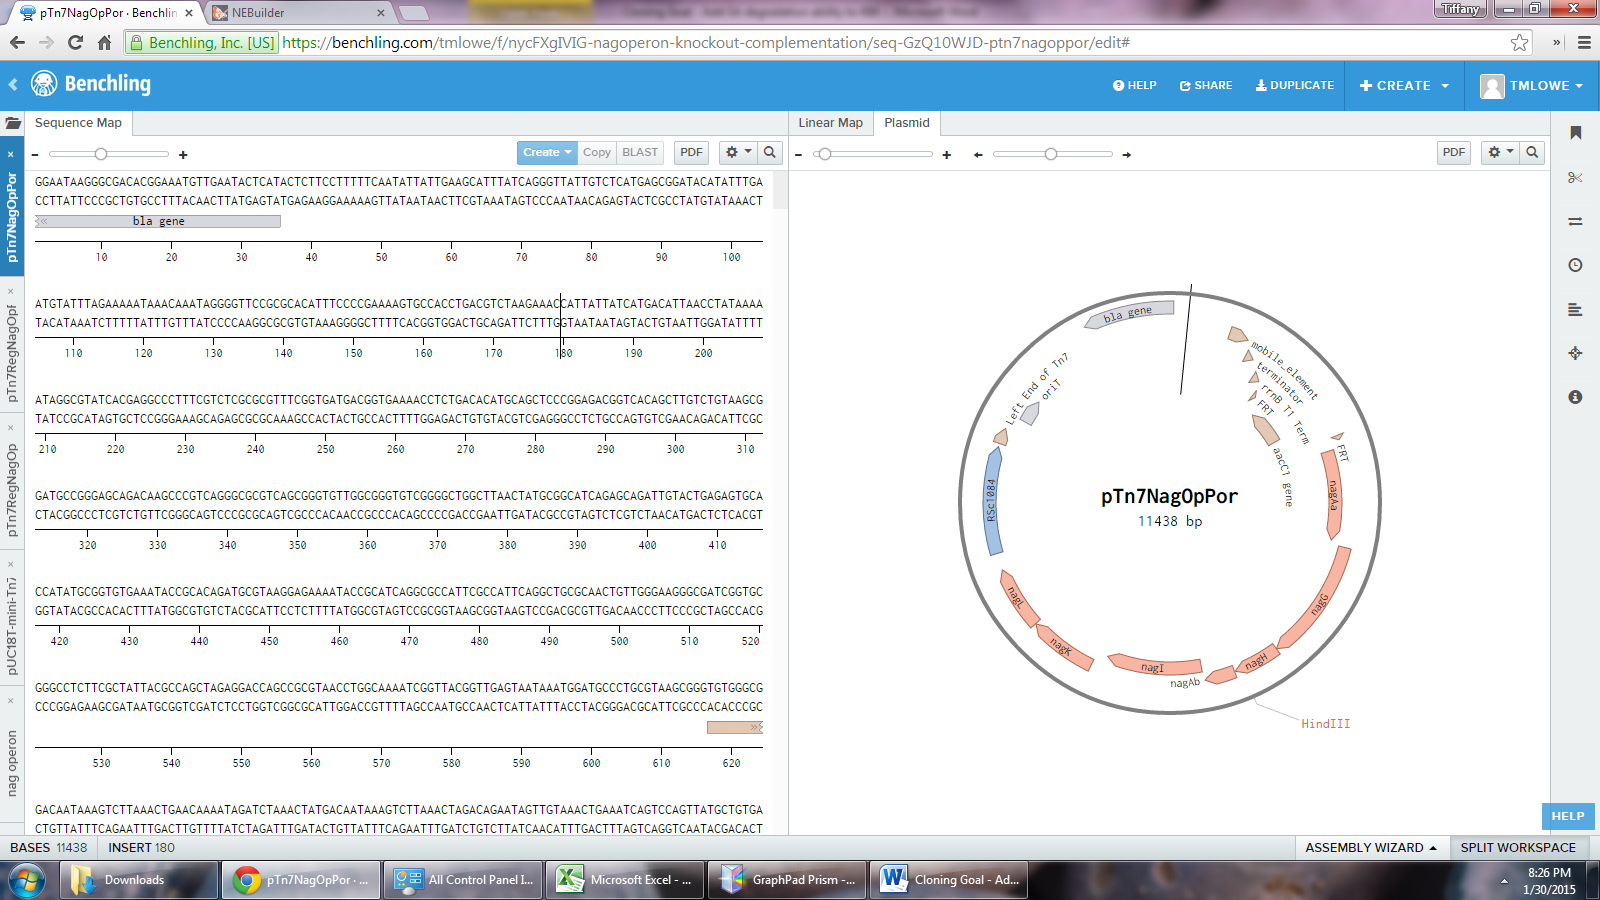 pTn7NagOpPor · Benchlin
NEBuilder
Tiffany
Benchling, Inc. [US]
https://benchling.com/tmlowe/f/nycFXgIVIG-nagoperon-knockout-complementation/seq-GzQ10WJD-ptn7nagoppor/edit#
Benchling
HELP
SHARE
DUPLICATE
CREATE
TMLOWE
Sequence Map
Linear Map
Plasmid
Create
Copy
BLAST
PDF
PDF
pTn7NagOpPor
pTn7RegNagOpF
pTn7RegNagOp
pUC18T-mini-Tn7
nag operon
GGAATAAGGGCGACACGGAAATGTTGAATACTCATACTCTTCCTTTTTCAATATTATTGAAGCATTTATCAGGGTTATTGTCTCATGAGCGGATACATATTTGA
CCTTATTCCCGCTGTGCCTTTACAACTTATGAGTATGAGAAGGAAAAAGTTATAATAACTTCGTAAATAGTCCCAATAACAGAGTACTCGCCTATGTATAAACT
bla gene
10 20 30 40 50 60 70 80 90 100
ATGTATTTAGAAAAATAAACAAATAGGGGTTCCGCGCACATTTCCCCGAAAAGTGCCACCTGACGTCTAAGAAACCATTATTATCATGACATTAACCTATAAAA
TACATAAATCTTTTTATTTGTTTATCCCCAAGGCGCGTGTAAAGGGGCTTTTCACGGTGGACTGCAGATTCTTTGGTAATAATAGTACTGTAATTGGATATTTT
110 120 130 140 150 160 170 180 190 200
ATAGGCGTATCACGAGGCCCTTTCGTCTCGCGCGTTTCGGTGATGACGGTGAAAACCTCTGACACATGCAGCTCCCGGAGACGGTCACAGCTTGTCTGTAAGCG
TATCCGCATAGTGCTCCGGGAAAGCAGAGCGCGCAAAGCCACTACTGCCACTTTTGGAGACTGTGTACGTCGAGGGCCTCTGCCAGTGTCGAACAGACATTCGC
210 220 230 240 250 260 270 280 290 300 310
GATGCCGGGAGCAGACAAGCCCGTCAGGGCGCGTCAGCGGGTGTTGGCGGGTGTCGGGGCTGGCTTAACTATGCGGCATCAGAGCAGATTGTACTGAGAGTGCA
CTACGGCCCTCGTCTGTTCGGGCAGTCCCGCGCAGTCGCCCACAACCGCCCACAGCCCCGACCGAATTGATACGCCGTAGTCTCGTCTAACATGACTCTCACGT
320 330 340 350 360 370 380 390 400 410
CCATATGCGGTGTGAAATACCGCACAGATGCGTAAGGAGAAAATACCGCATCAGGCGCCATTCGCCATTCAGGCTGCGCAACTGTTGGGAAGGGCGATCGGTGC
GGTATACGCCACACTTTATGGCGTGTCTACGCATTCCTCTTTTATGGCGTAGTCCGCGGTAAGCGGTAAGTCCGACGCGTTGACAACCCTTCCCGCTAGCCACG
420 430 440 450 460 470 480 490 500 510 520
GGGCCTCTTCGCTATTACGCCAGCTAGAGGACCAGCCGCGTAACCTGGCAAAATCGGTTACGGTTGAGTAATAAATGGATGCCCTGCGTAAGCGGGTGTGGGCG
CCCGGAGAAGCGATAATGCGGTCGATCTCCTGGTCGGCGCATTGGACCGTTTTAGCCAATGCCAACTCATTATTTACCTACGGGACGCATTCGCCCACACCCGC
530 540 550 560 570 580 590 600 610 620
GACAATAAAGTCTTAAACTGAACAAAATAGATCTAAACTATGACAATAAAGTCTTAAACTAGACAGAATAGTTGTAAACTGAAATCAGTCCAGTTATGCTGTGA
CTGTTATTTCAGAATTTGACTTGTTTTATCTAGATTTGATACTGTTATTTCAGAATTTGATCTGTCTTATCAACATTTGACTTTAGTCAGGTCAATACGACACT
bla gene
mobile_element
terminator
rrnB T1 Term
FRT
aacC1 gene
FRT
Left End of Tn7
oriT
RSc1084
nagAa
nagG
nagH
nagAb
nagI
nagK
nagL
pTn7NagOpPor
11438 bp
HindIII
HELP
BASES 11438
INSERT 180
ASSEMBLY WIZARD
SPLIT WORKSPACE
Downloads
pTn7NagOpPor · ...
All Control Panel I...
Microsoft Excel - ...
GraphPad Prism -...
Cloning Goal - Ad...
8:26 PM
1/30/2015